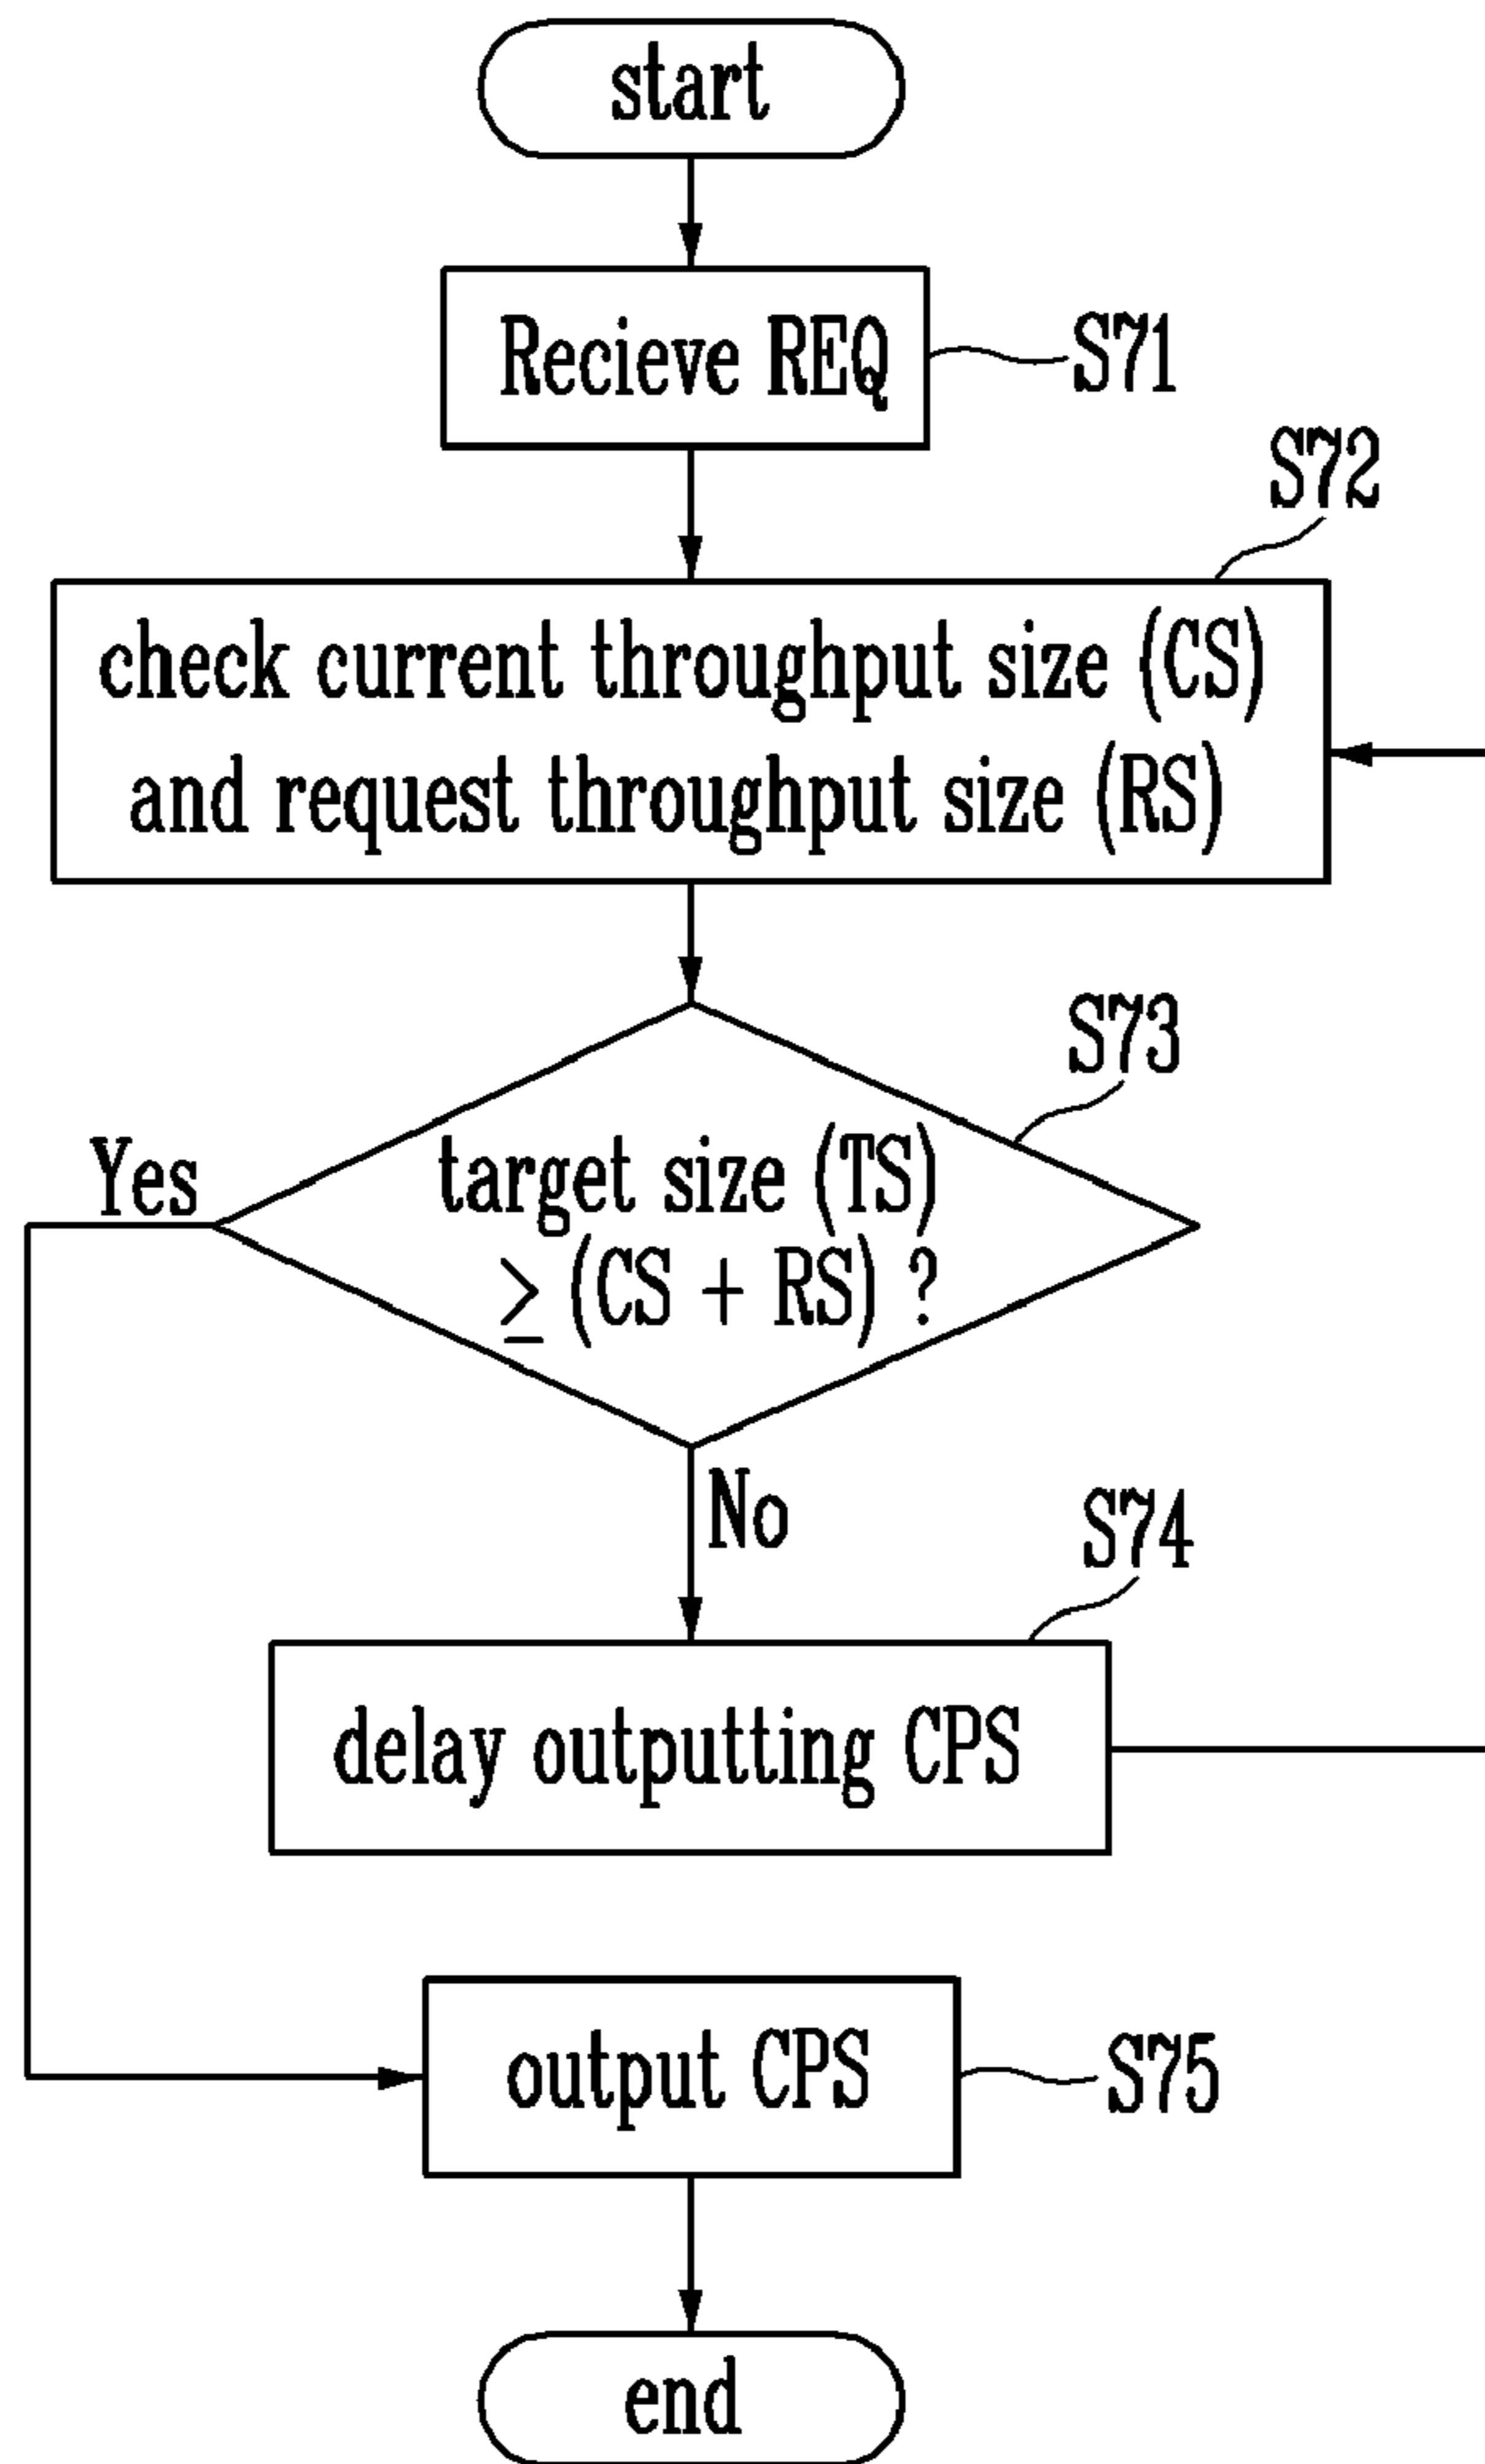 start
Recieve REQ
S71
S72
check current throughput size (CS)
and request throughput size (RS)
S73
Yes
target size (TS)
≥ (CS + RS) ?
No
S74
delay outputting CPS
output CPS
S75
end